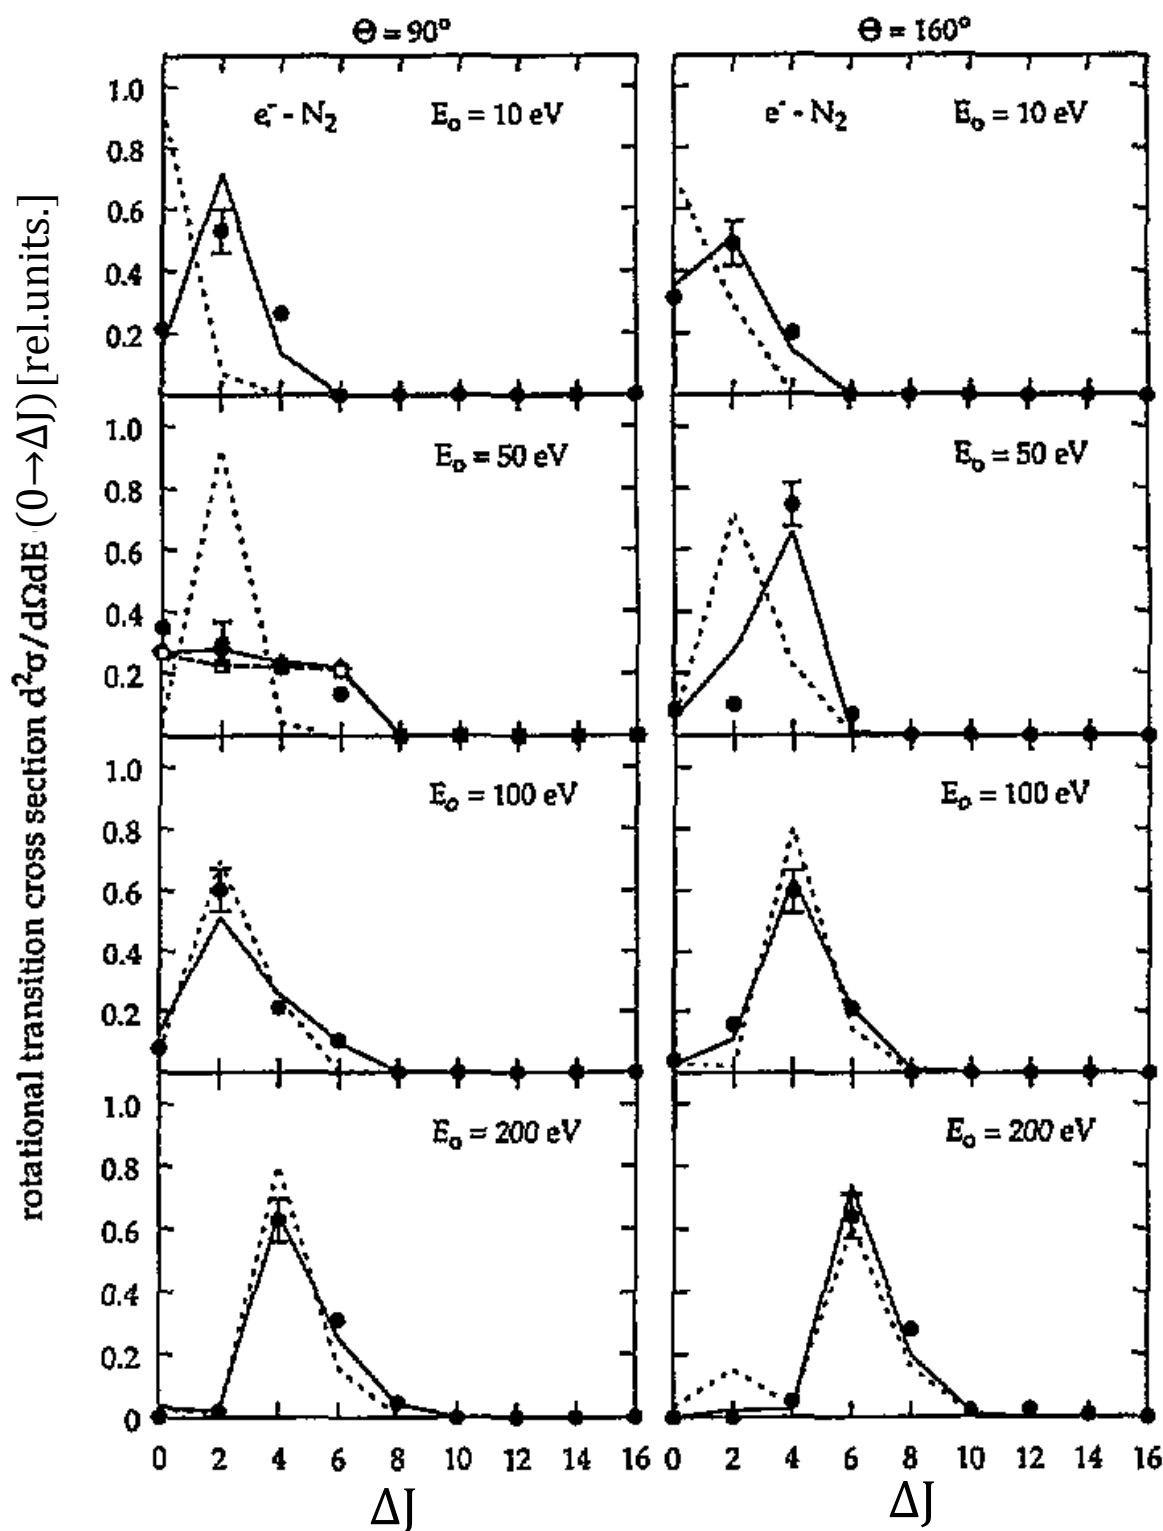 Θ = 90°
Θ = 160°
rotational transition cross section d²σ/dΩdE (0→ΔJ)[rel.units.]
1.0
0.8
0.6
0.4
0.2
e⁻ - N₂
E₀ = 10 eV
e⁻ - N₂
E₀ = 10 eV
1.0
0.8
0.6
0.4
0.2
E₀ = 50 eV
E₀ = 50 eV
1.0
0.8
0.6
0.4
0.2
E₀ = 100 eV
E₀ = 100 eV
1.0
0.8
0.6
0.4
0.2
0
E₀ = 200 eV
E₀ = 200 eV
0 2 4 6 8 10 12 14 16
0 2 4 6 8 10 12 14 16
ΔJ
ΔJ